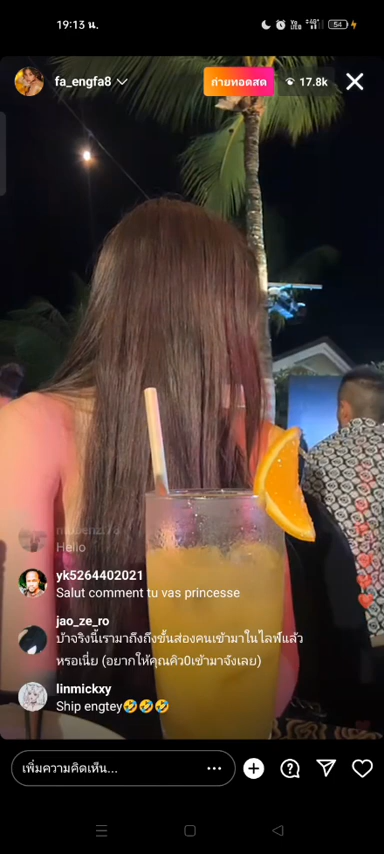 19:13 น.
54
fa_engfa8
ถ่ายทอดสด
17.8k
Hello
yk5264402021
Salut comment tu vas princesse
jao_ze_ro
บ้าจริงนี้เรามาถึงถึงขั้นส่องคนเข้ามาในไลฟ์แล้ว
หรอเนี่ย (อยากให้คุณคิว0เข้ามาจังเลย)
linmickxy
Ship engtey🤣🤣🤣
เพิ่มความคิดเห็น...